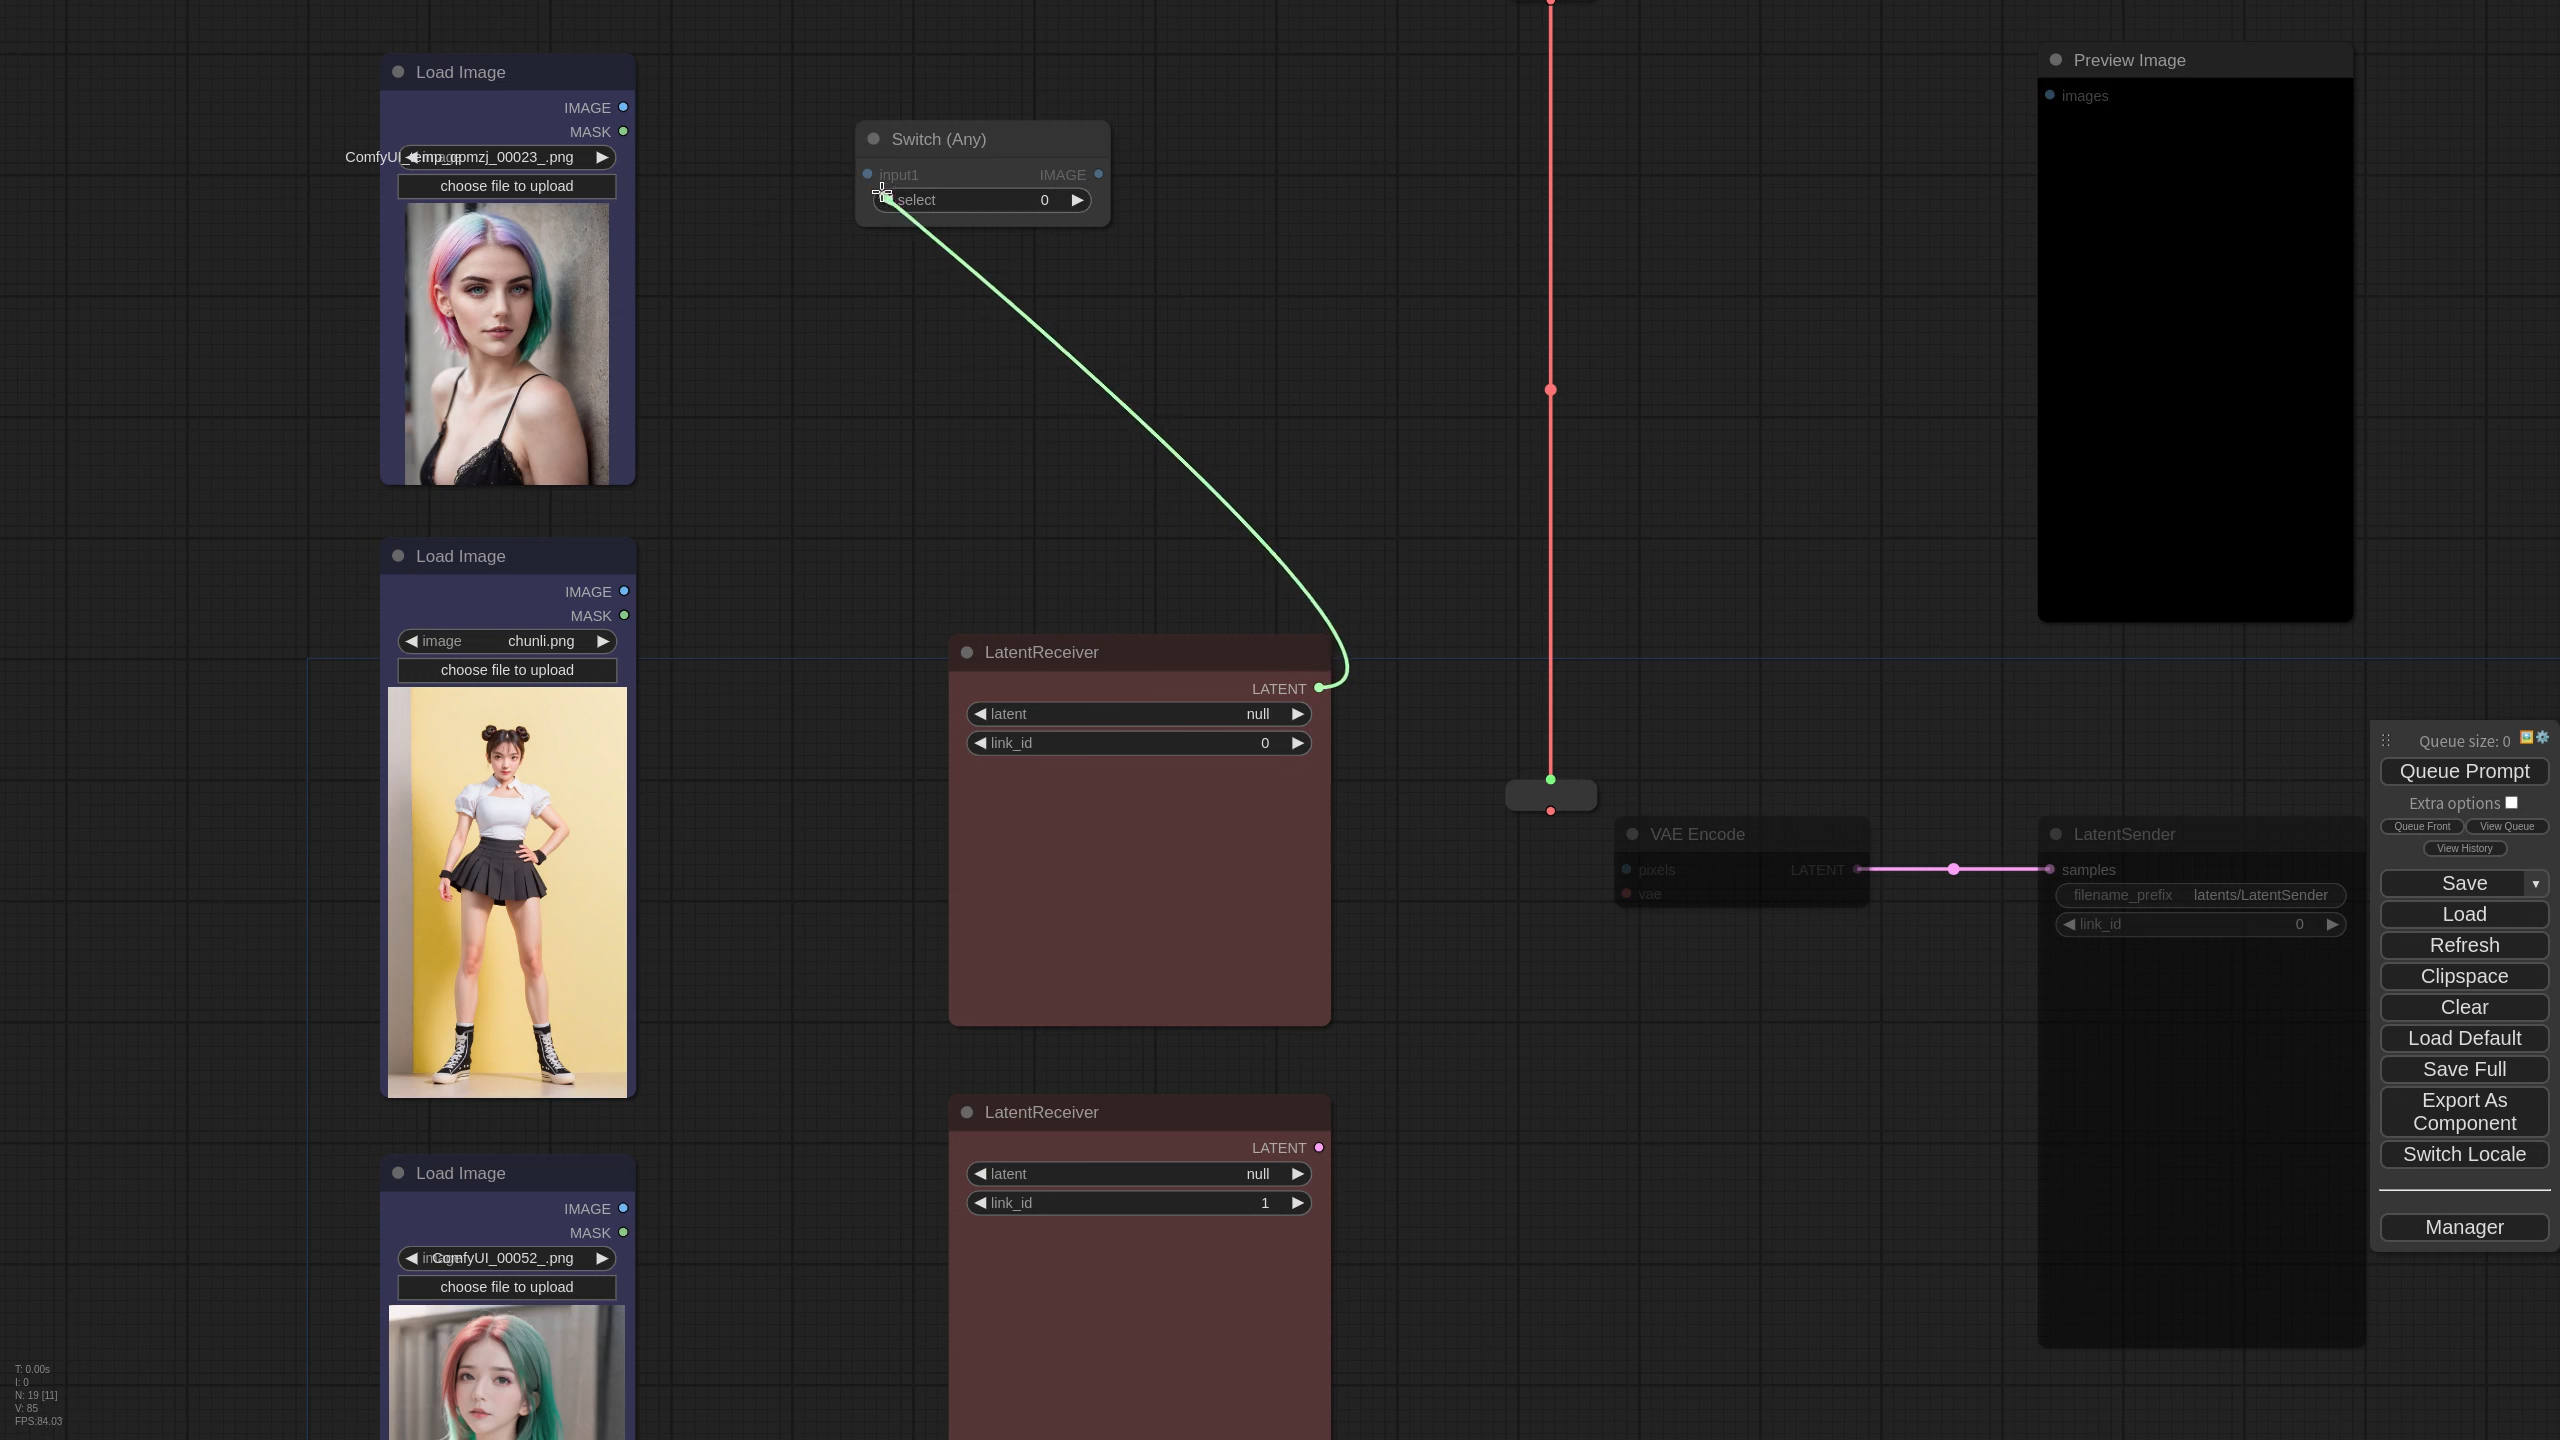 Load Image
IMAGE
MASK
ComfyUI_temp_qpmzj_00023_.png
choose file to upload
Switch (Any)
input1 IMAGE
select 0
Preview Image
images
Load Image
IMAGE
MASK
image chunli.png
choose file to upload
LatentReceiver
LATENT
latent null
link_id 0
VAE Encode
pixels LATENT
vae
LatentSender
samples
filename_prefix latents/LatentSender
link_id 0
LatentReceiver
LATENT
latent null
link_id 1
Load Image
IMAGE
MASK
image ComfyUI_00052_.png
choose file to upload
Queue size: 0
Queue Prompt
Extra options
Queue Front View Queue
View History
Save
Load
Refresh
Clipspace
Clear
Load Default
Save Full
Export As
Component
Switch Locale
Manager
T: 0.00s
I: 0
N: 19 [11]
V: 85
FPS:84.03